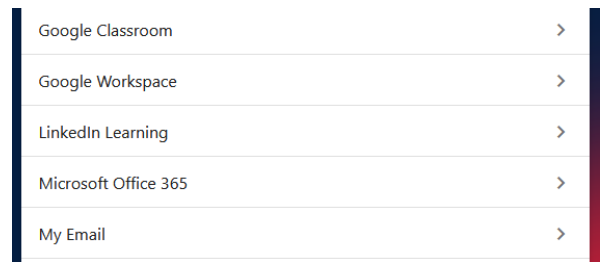 Google Classroom
Google Workspace
LinkedIn Learning
Microsoft Office 365
My Email